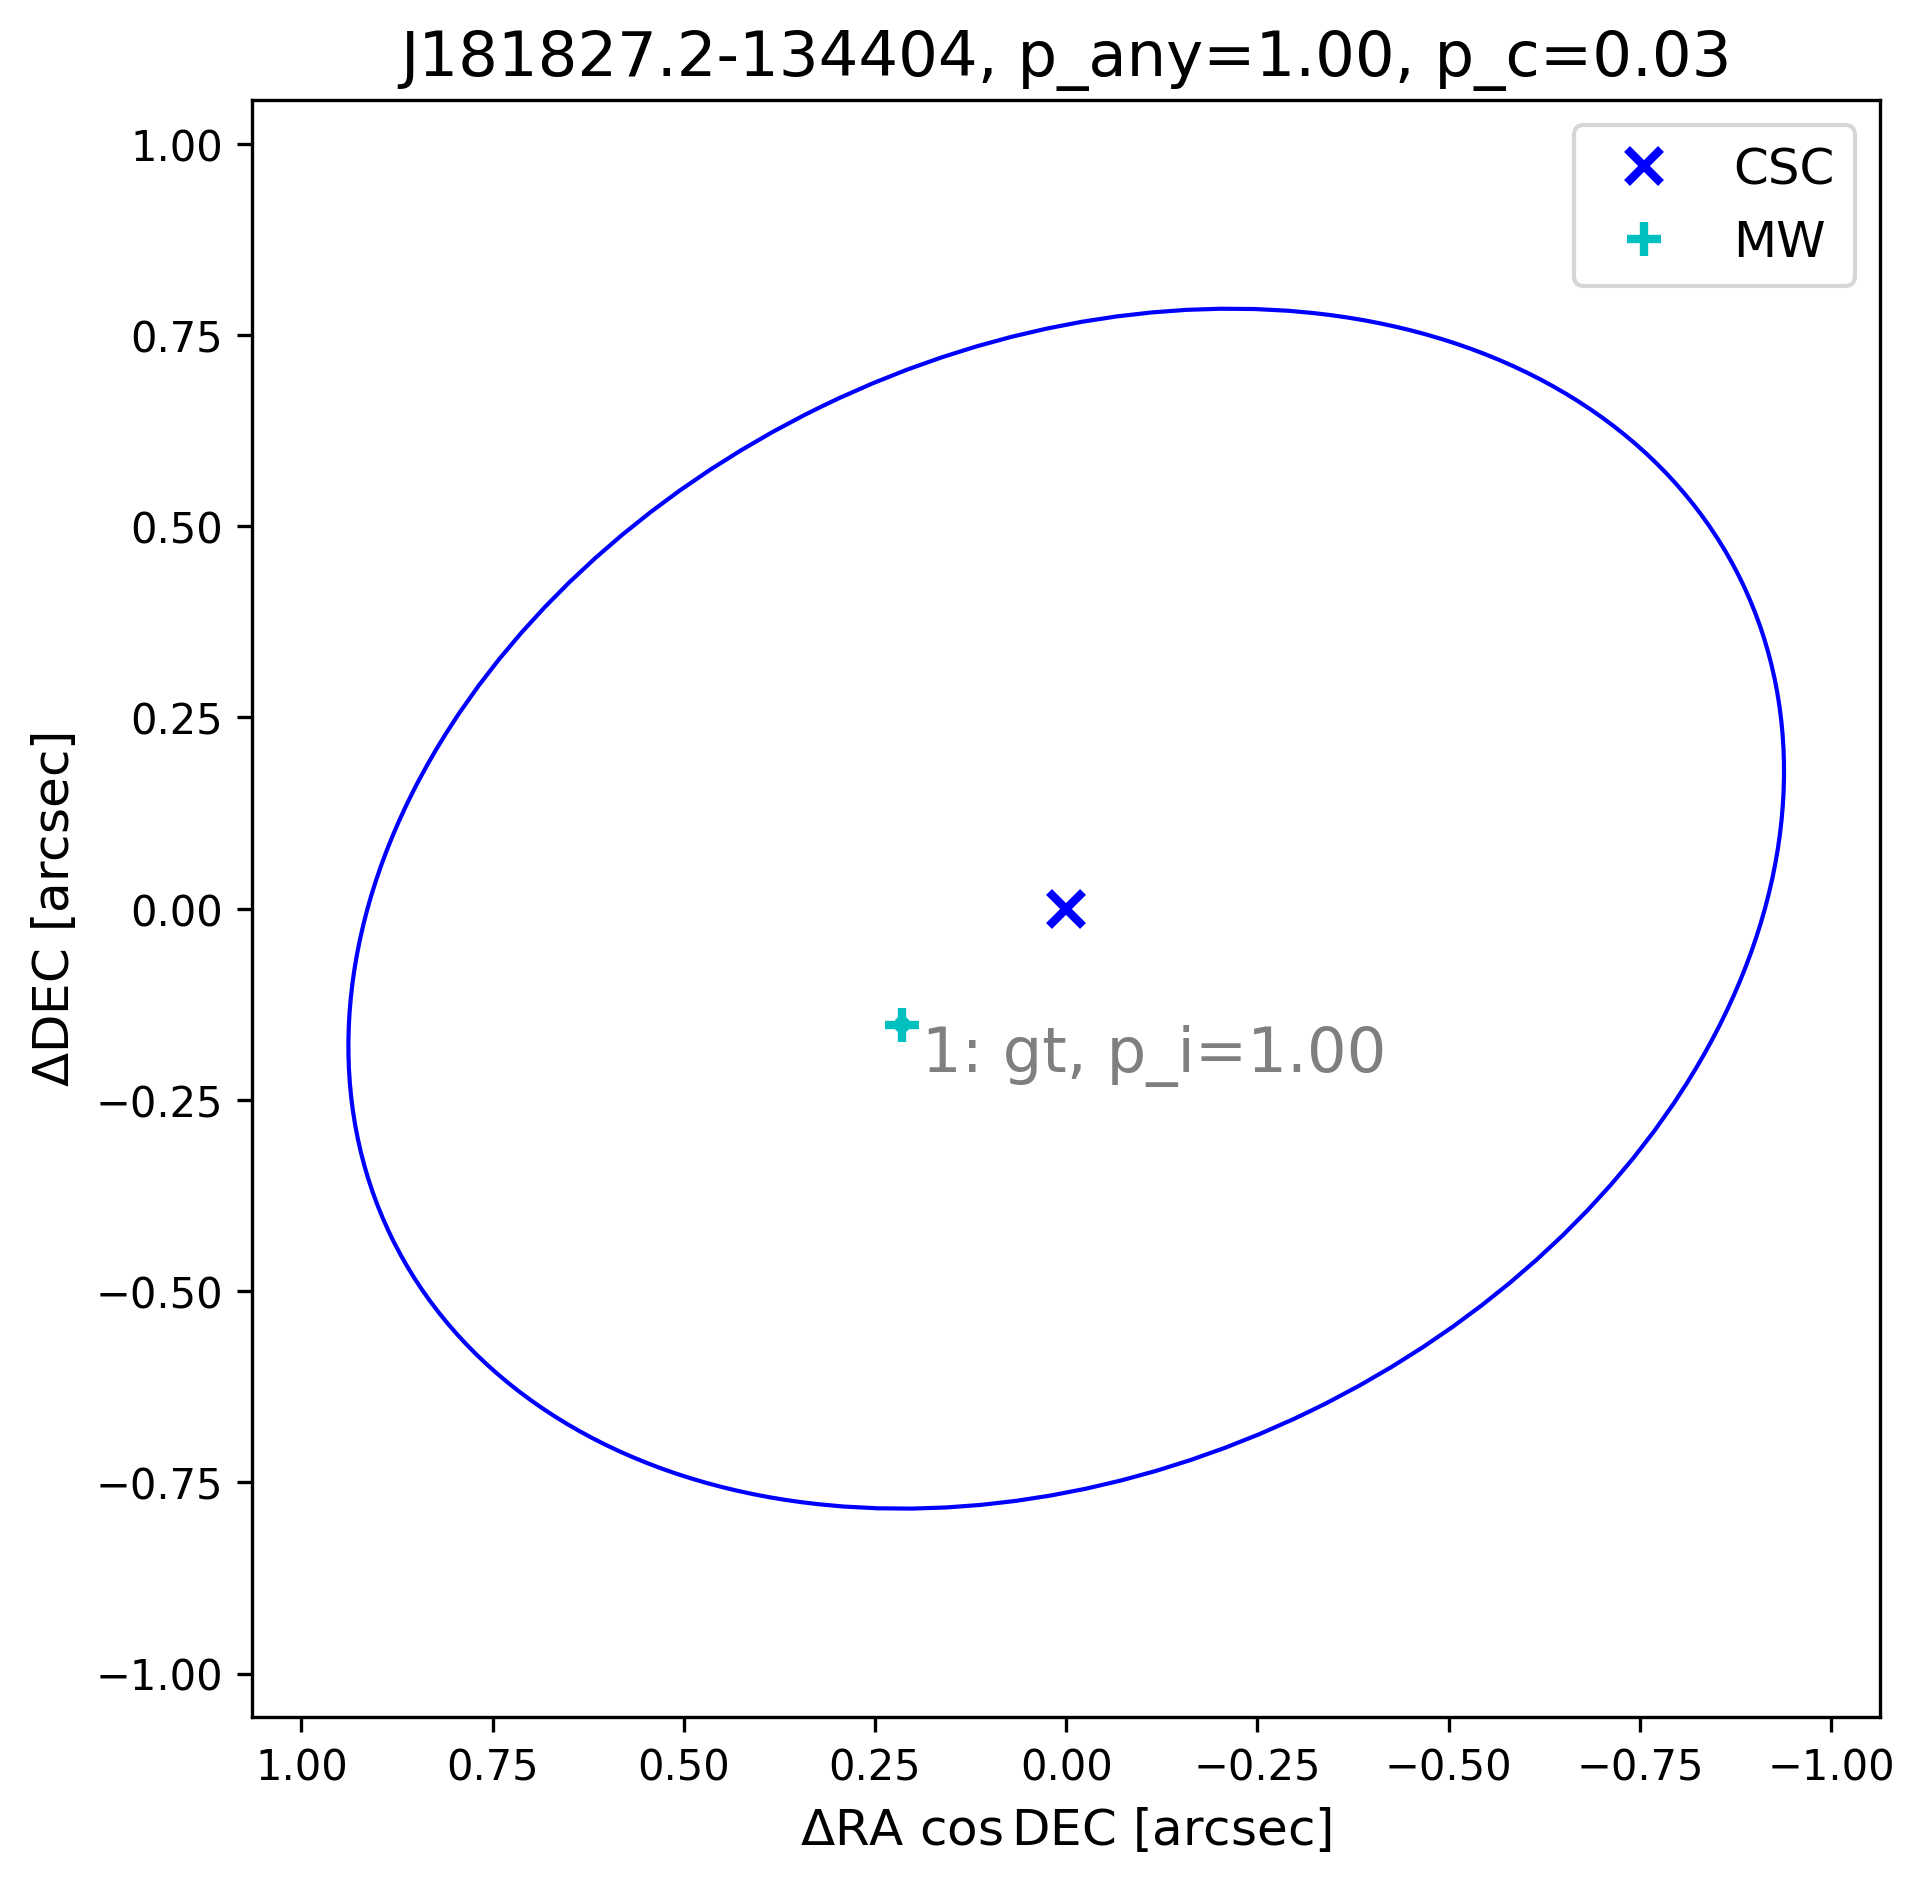 J181827.2-134404, p_any=1.00, p_c=0.03
CSC
MW
1.00
0.75
0.50
0.25
0.00
−0.25
−0.50
−0.75
−1.00
ΔDEC [arcsec]
1: gt, p_i=1.00
1.00 0.75 0.50 0.25 0.00 −0.25 −0.50 −0.75 −1.00
ΔRA cos DEC [arcsec]